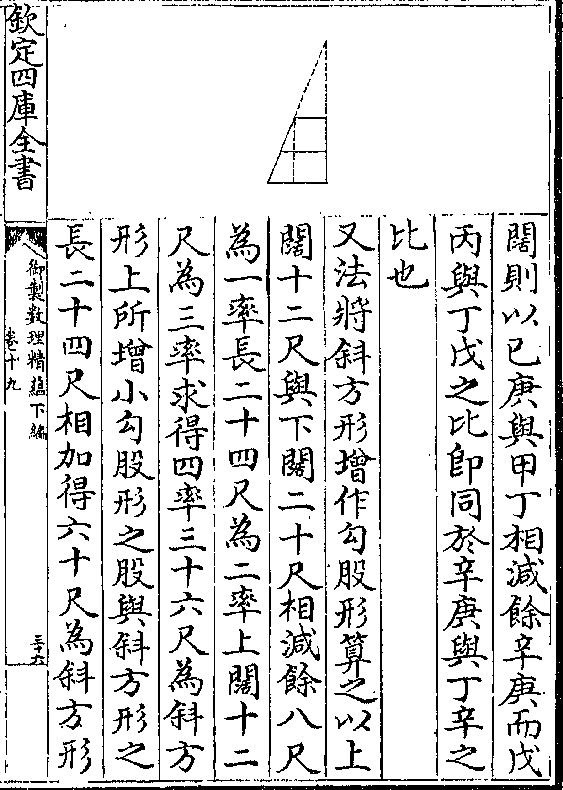 闊則以己庚與甲丁相減餘辛庚而戊
丙與丁戊之比即同於辛庚與丁辛之
比也
又法將斜方形增作勾股形算之以上
闊十二尺與下闊二十尺相減餘八尺
為一率長二十四尺為二率上闊十二
尺為三率求得四率三十六尺為斜方
形上所增小勾股形之股與斜方形之
長二十四尺相加得六十尺為斜方形
欽定四庫全書
御製數理精蘊下編
卷十九
三十六